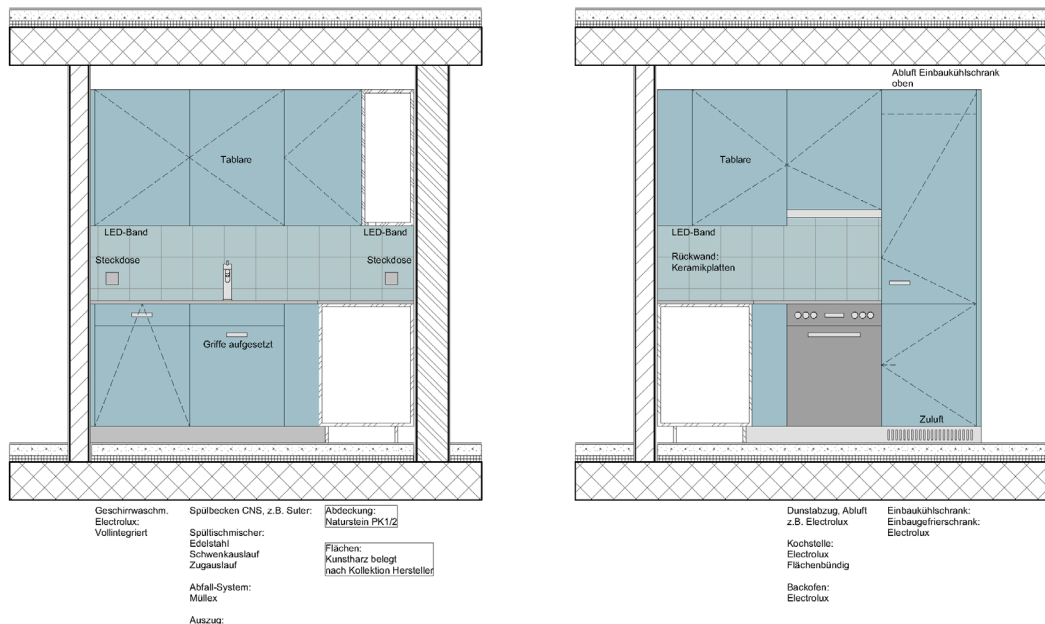 Tablare
LED-Band
LED-Band
Steckdose
Steckdose
Griffe aufgesetzt
Geschirrwaschm.
Electrolux:
Vollintegriert
Spülbecken CNS, z.B. Suter:
Spültischmischer:
Edelstahl
Schwenkauslauf
Zugauslauf
Abfall-System:
Müllex
Auszug:
Abdeckung:
Naturstein PK1/2
Flächen:
Kunstharz belegt
nach Kollektion Hersteller
Abluft Einbaukühlschrank
oben
Tablare
LED-Band
Rückwand:
Keramikplatten
Zuluft
Dunstabzug, Abluft
z.B. Electrolux
Kochstelle:
Electrolux
Flächenbündig
Backofen:
Electrolux
Einbaukühlschrank:
Einbaugefrierschrank:
Electrolux